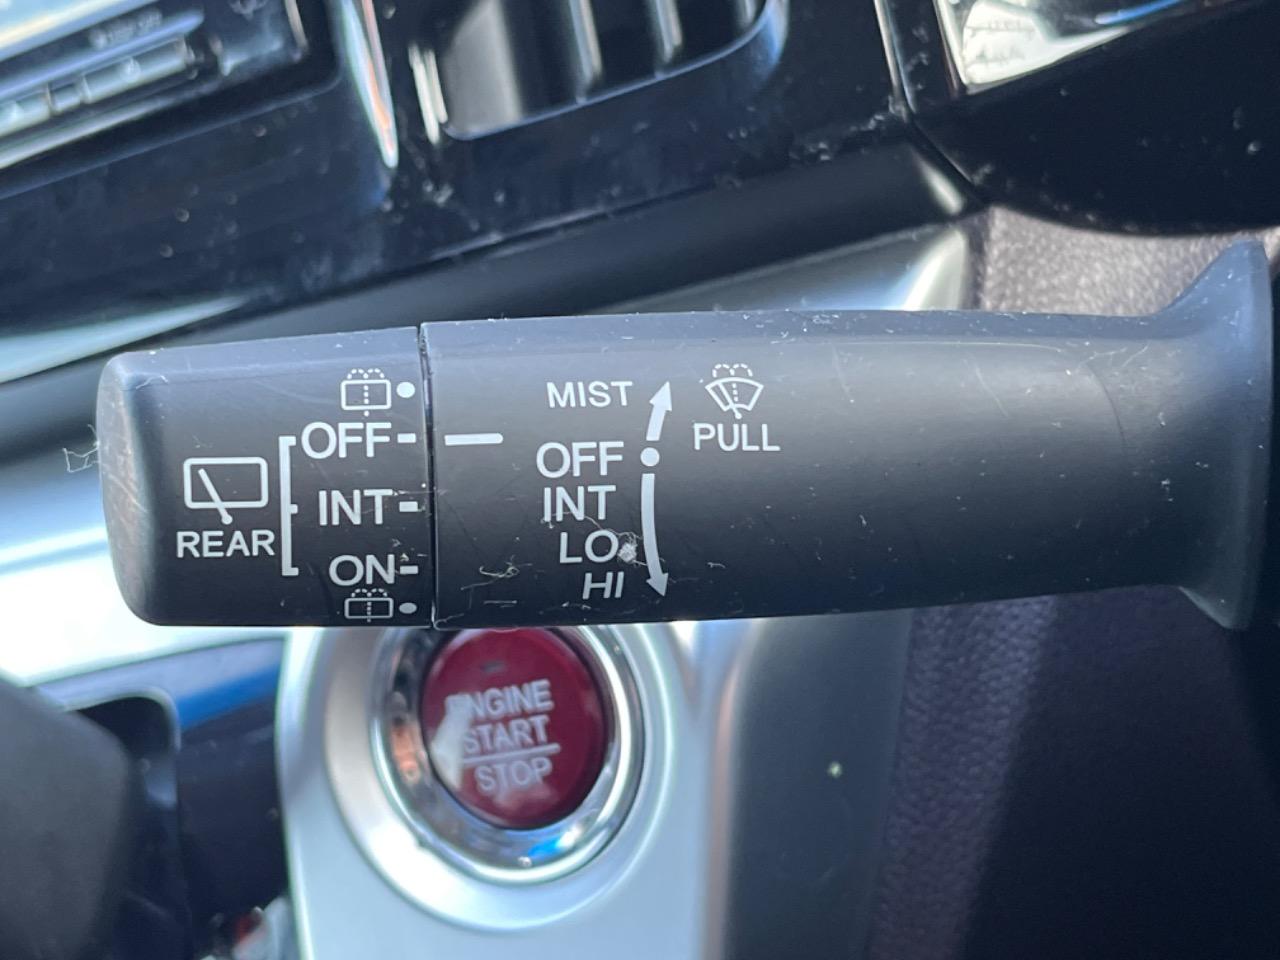 REAR
OFF
INT
ON
MIST
OFF
INT
LO
HI
PULL
ENGINE
START
STOP